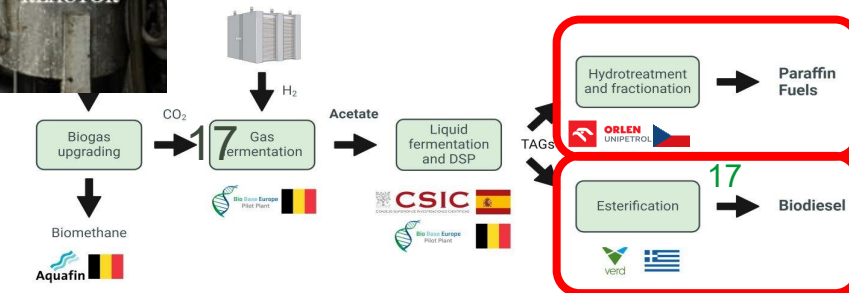 REACTOR
H₂
CO₂
Acetate
Biogas
upgrading
17
Gas
fermentation
Liquid
fermentation
and DSP
TAGs
Hydrotreatment
and fractionation
Paraffin
Fuels
ORLEN
UNIPETROL
17
Esterification
Biodiesel
verd
Bio Base Europe
Pilot Plant
CSIC
Bio Base Europe
Pilot Plant
Biomethane
Aquafin